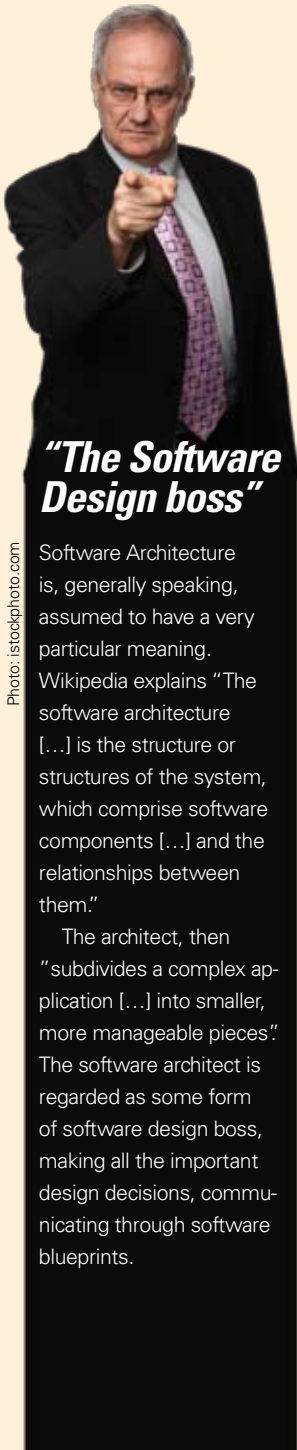 “The Software
Design boss”
Photo: istockphoto.com
Software Architecture
is, generally speaking,
assumed to have a very
particular meaning.
Wikipedia explains “The
software architecture
[…] is the structure or
structures of the system,
which comprise software
components […] and the
relationships between
them.”
The architect, then
”subdivides a complex ap-
plication […] into smaller,
more manageable pieces”.
The software architect is
regarded as some form
of software design boss,
making all the important
design decisions, commu-
nicating through software
blueprints.